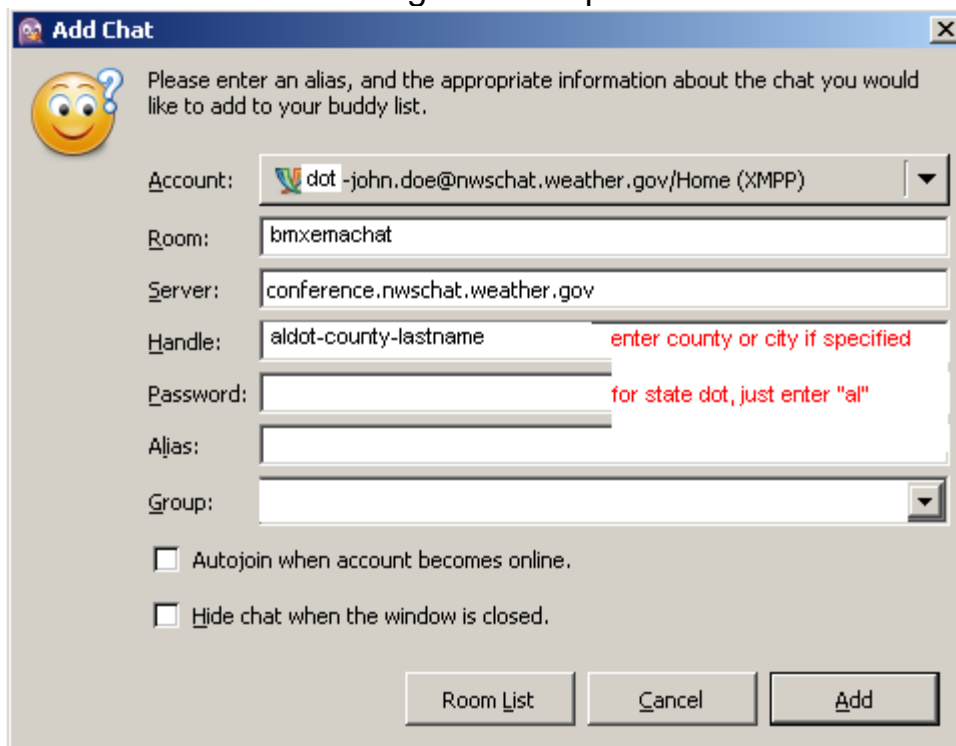 Add Chat
Please enter an alias, and the appropriate information about the chat you would
like to add to your buddy list.
Account: dot -john.doe@nwschat.weather.gov/Home (XMPP)
Room: bmxemachat
Server: conference.nwschat.weather.gov
Handle: aldot-county-lastname enter county or city if specified
Password: for state dot, just enter "al"
Alias:
Group:
Autojoin when account becomes online.
Hide chat when the window is closed.
Room List Cancel Add